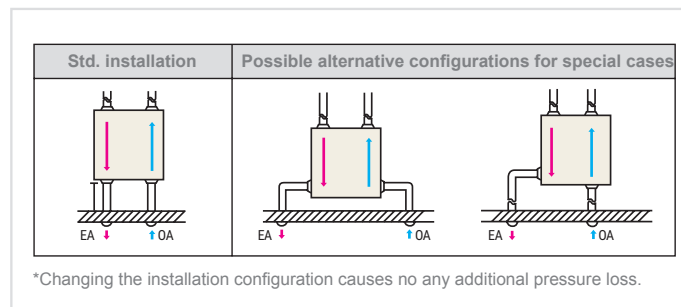 Std. installation
Possible alternative configurations for special cases
EA OA
EA OA
EA OA
*Changing the installation configuration causes no any additional pressure loss.